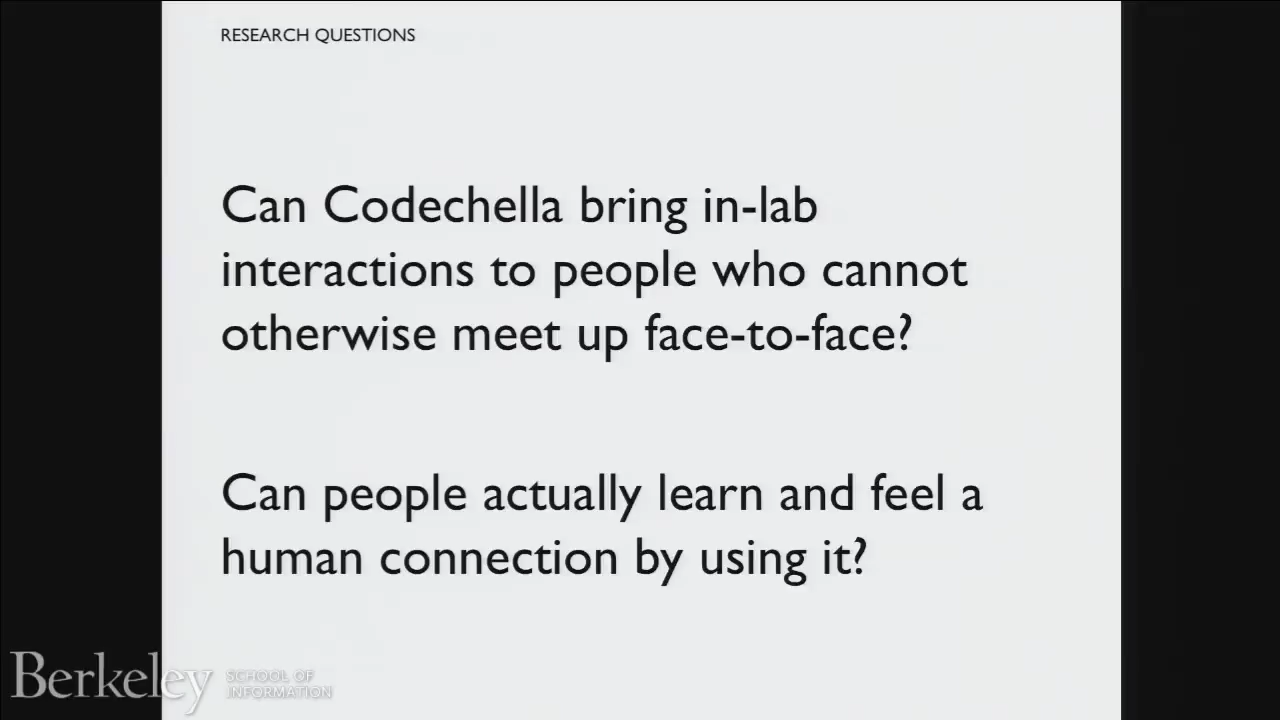 RESEARCH QUESTIONS
Can Codechella bring in-lab
interactions to people who cannot
otherwise meet up face-to-face?
Can people actually learn and feel a
human connection by using it?
Berkeley
SCHOOL OF
INFORMATION